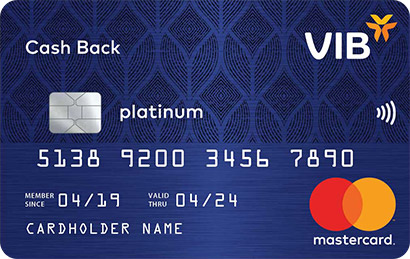 Cash Back
VIB
platinum
5138 9200 3456 7890
MEMBER SINCE 04/19 VALID THRU 04/24
CARDHOLDER NAME
mastercard.